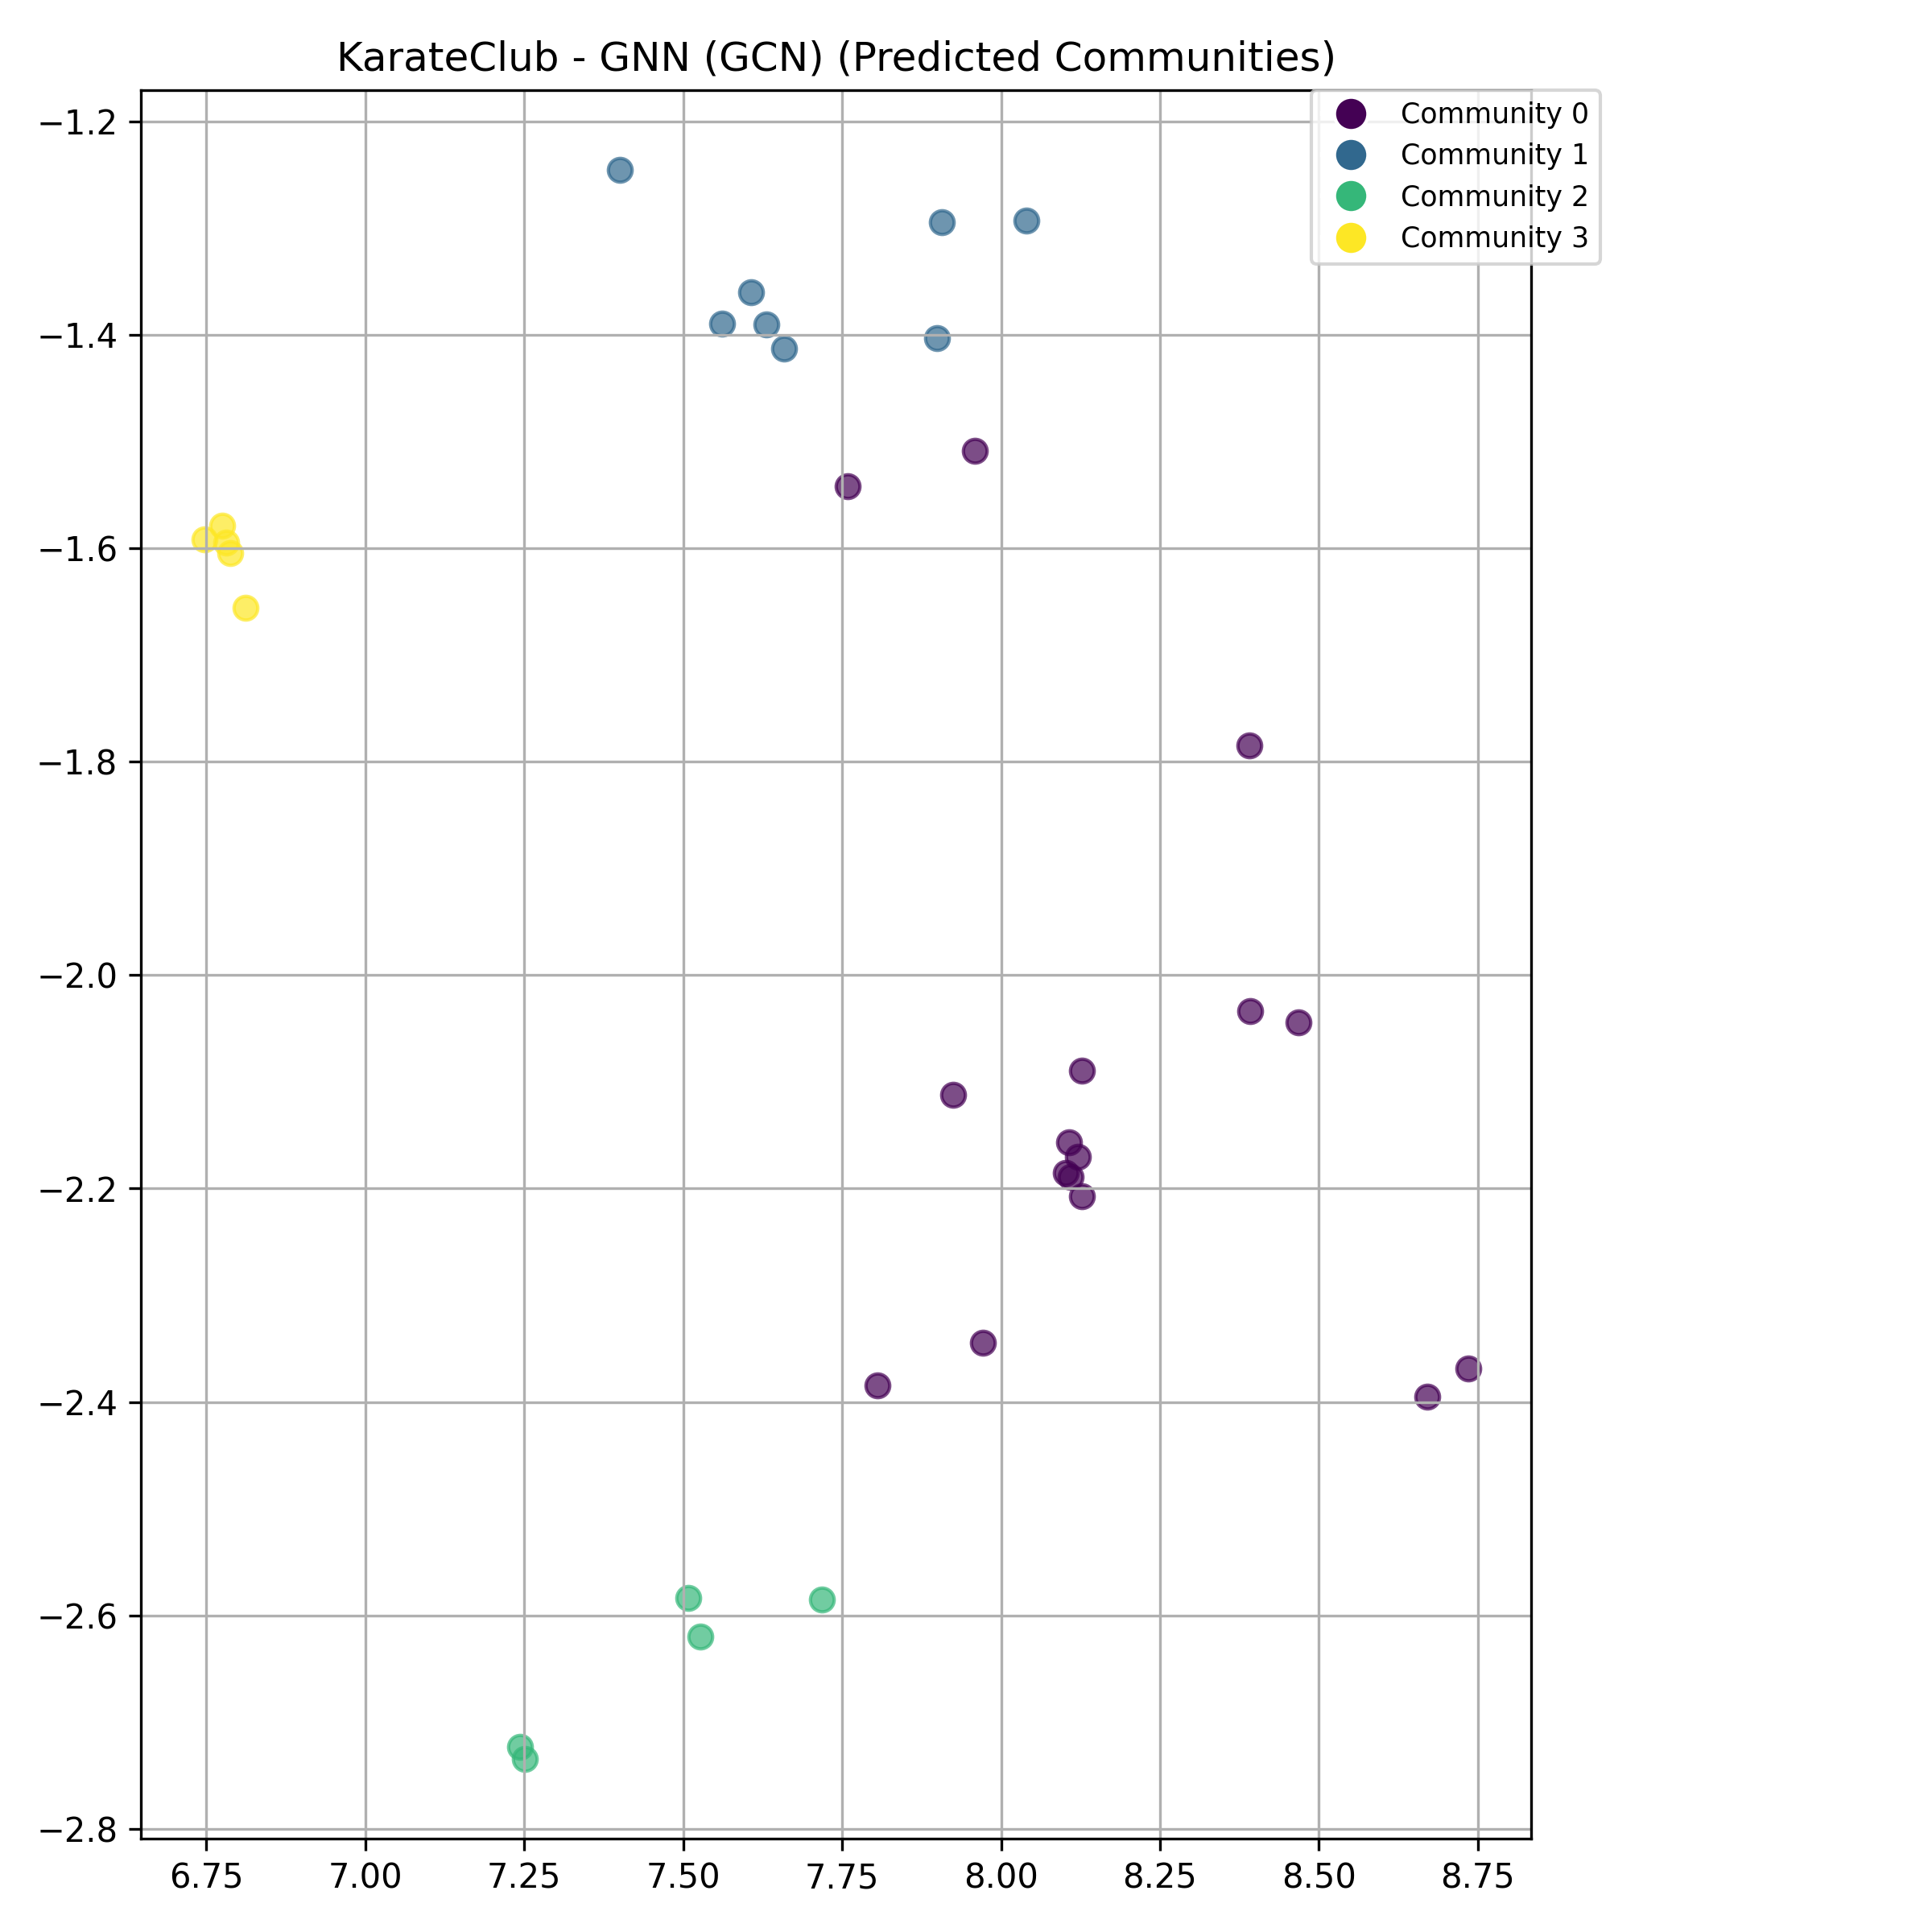 KarateClub - GNN (GCN) (Predicted Communities)
Community 0
Community 1
Community 2
Community 3
−1.2
−1.4
−1.6
−1.8
−2.0
−2.2
−2.4
−2.6
−2.8
6.75 7.00 7.25 7.50 7.75 8.00 8.25 8.50 8.75